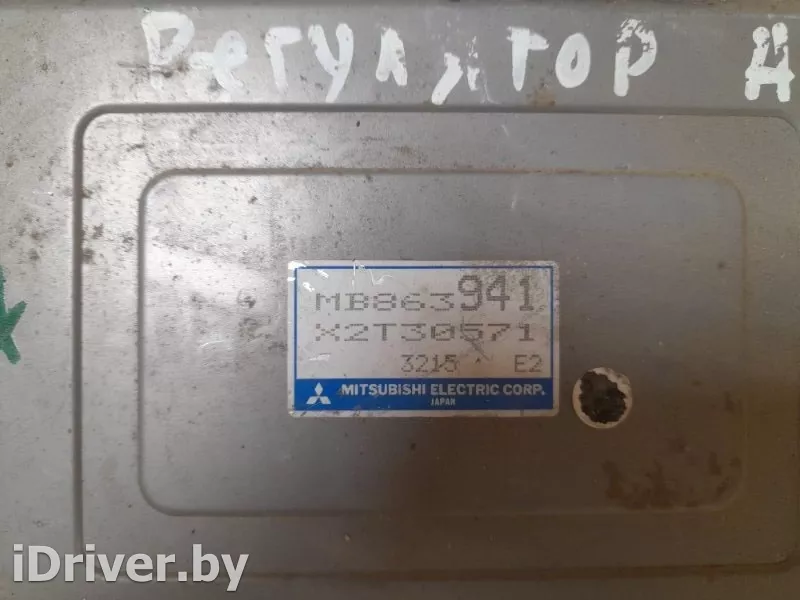 Регулятор Д
MB863941
X2T30571
3215 E2
MITSUBISHI ELECTRIC CORP.
JAPAN
iDriver.by